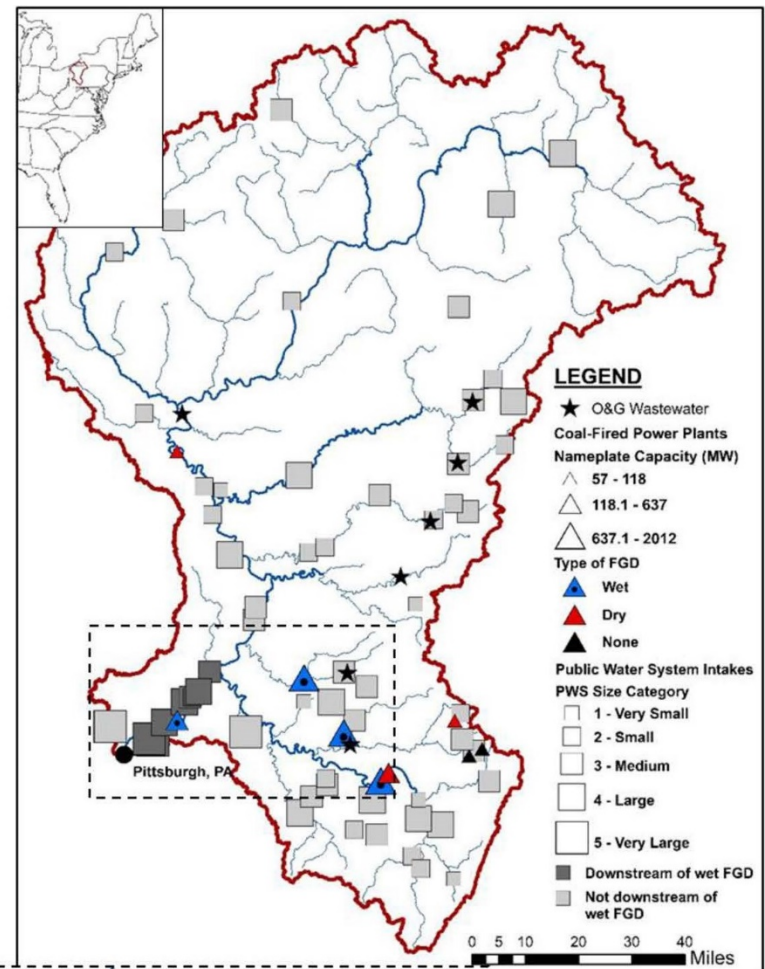 LEGEND
O&G Wastewater
Coal-Fired Power Plants
Nameplate Capacity (MW)
57 - 118
118.1 - 637
637.1 - 2012
Type of FGD
Wet
Dry
None
Public Water System Intakes
PWS Size Category
1 - Very Small
2 - Small
3 - Medium
4 - Large
5 - Very Large
Downstream of wet FGD
Not downstream of
wet FGD
Pittsburgh, PA
0 5 10 20 30 40
Miles